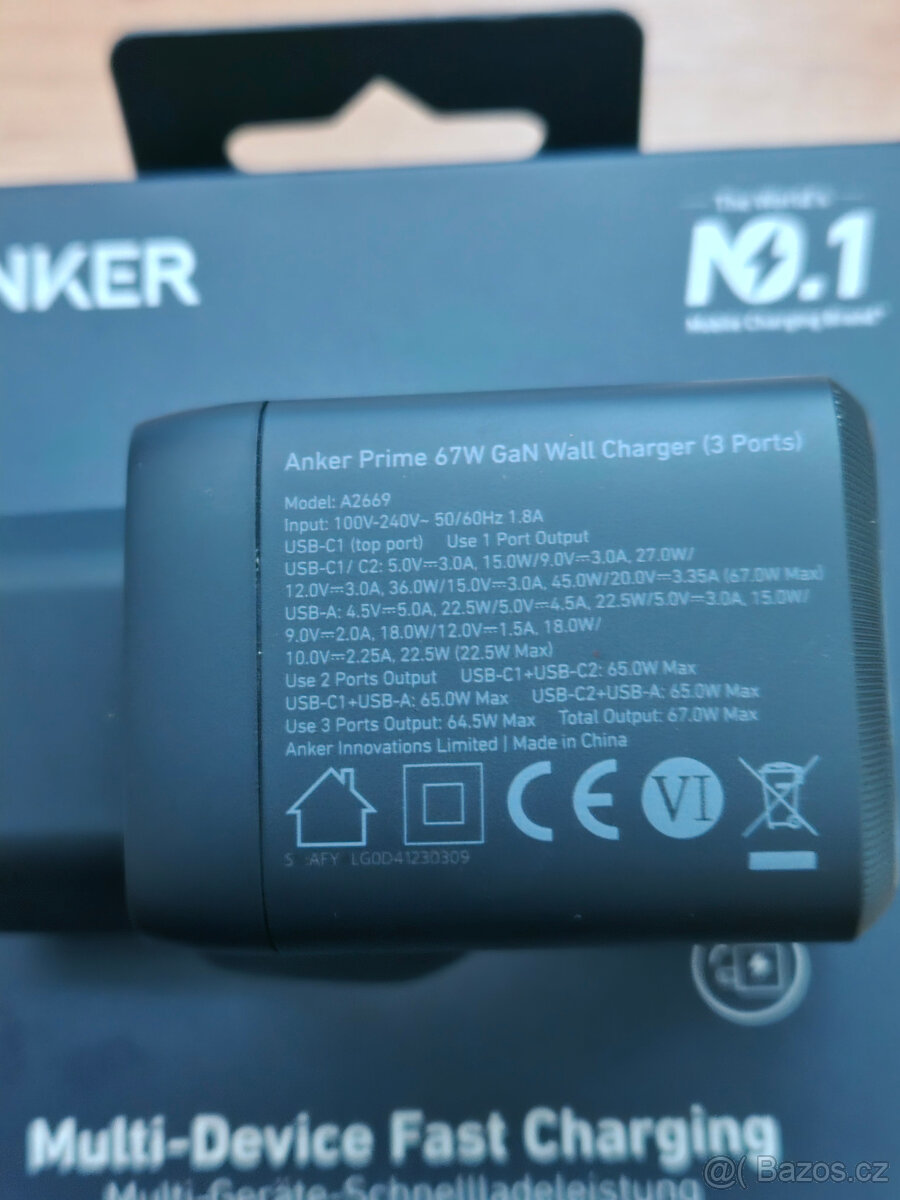 NKER
The World's
NO.1
Mobile Charging Brand*
Anker Prime 67W GaN Wall Charger (3 Ports)
Model: A2669
Input: 100V-240V~ 50/60Hz 1.8A
USB-C1 (top port) Use 1 Port Output
USB-C1/ C2: 5.0V⎓3.0A, 15.0W/9.0V⎓3.0A, 27.0W/
12.0V⎓3.0A, 36.0W/15.0V⎓3.0A, 45.0W/20.0V⎓3.35A (67.0W Max)
USB-A: 4.5V⎓5.0A, 22.5W/5.0V⎓4.5A, 22.5W/5.0V⎓3.0A, 15.0W/
9.0V⎓2.0A, 18.0W/12.0V⎓1.5A, 18.0W/
10.0V⎓2.25A, 22.5W (22.5W Max)
Use 2 Ports Output USB-C1+USB-C2: 65.0W Max
USB-C1+USB-A: 65.0W Max USB-C2+USB-A: 65.0W Max
Use 3 Ports Output: 64.5W Max Total Output: 67.0W Max
Anker Innovations Limited | Made in China
CE VI
AFY LG0D41230309
Multi-Device Fast Charging
Multi-Geräte-Schnellladeleistung
@( Bazos.cz